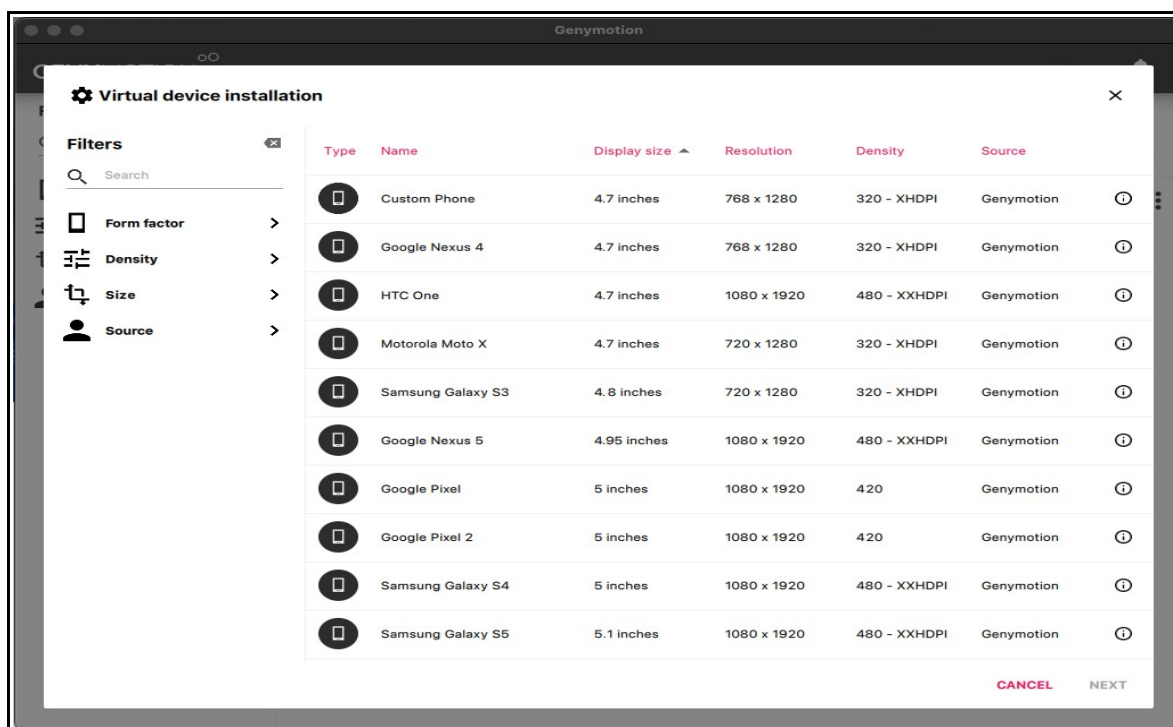 Genymotion
Virtual device installation
Filters
Search
Form factor
Density
Size
Source
Type Name Display size Resolution Density Source
Custom Phone 4.7 inches 768 x 1280 320 - XHDPI Genymotion
Google Nexus 4 4.7 inches 768 x 1280 320 - XHDPI Genymotion
HTC One 4.7 inches 1080 x 1920 480 - XXHDPI Genymotion
Motorola Moto X 4.7 inches 720 x 1280 320 - XHDPI Genymotion
Samsung Galaxy S3 4.8 inches 720 x 1280 320 - XHDPI Genymotion
Google Nexus 5 4.95 inches 1080 x 1920 480 - XXHDPI Genymotion
Google Pixel 5 inches 1080 x 1920 420 Genymotion
Google Pixel 2 5 inches 1080 x 1920 420 Genymotion
Samsung Galaxy S4 5 inches 1080 x 1920 480 - XXHDPI Genymotion
Samsung Galaxy S5 5.1 inches 1080 x 1920 480 - XXHDPI Genymotion
CANCEL NEXT